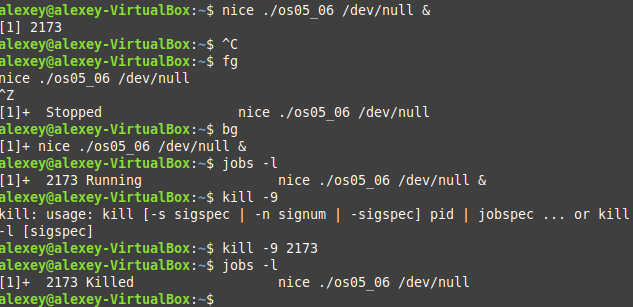 alexey@alexey-VirtualBox:~$ nice ./os05_06 /dev/null &
[1] 2173
alexey@alexey-VirtualBox:~$ ^C
alexey@alexey-VirtualBox:~$ fg
nice ./os05_06 /dev/null
^Z
[1]+  Stopped                 nice ./os05_06 /dev/null
alexey@alexey-VirtualBox:~$ bg
[1]+ nice ./os05_06 /dev/null &
alexey@alexey-VirtualBox:~$ jobs -l
[1]+  2173 Running                 nice ./os05_06 /dev/null &
alexey@alexey-VirtualBox:~$ kill -9
kill: usage: kill [-s sigspec | -n signum | -sigspec] pid | jobspec ... or kill
-l [sigspec]
alexey@alexey-VirtualBox:~$ kill -9 2173
alexey@alexey-VirtualBox:~$ jobs -l
[1]+  2173 Killed                  nice ./os05_06 /dev/null
alexey@alexey-VirtualBox:~$